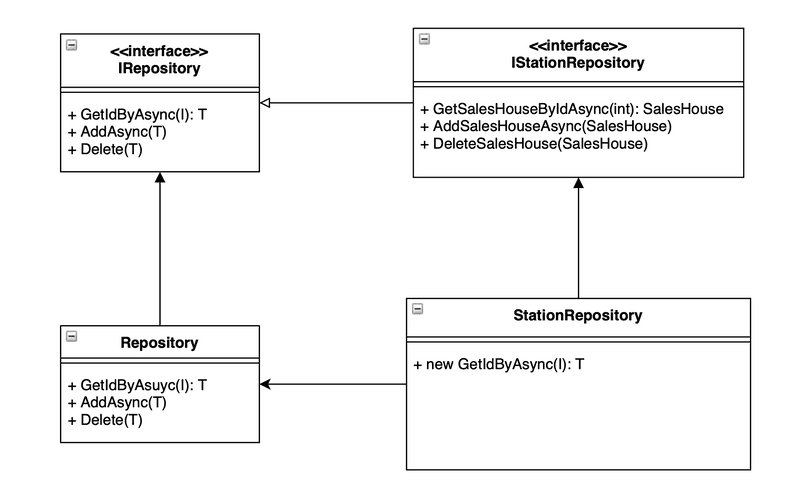 <<interface>>
IRepository
+ GetIdByAsync(I): T
+ AddAsync(T)
+ Delete(T)
<<interface>>
IStationRepository
+ GetSalesHouseByIdAsync(int): SalesHouse
+ AddSalesHouseAsync(SalesHouse)
+ DeleteSalesHouse(SalesHouse)
Repository
+ GetIdByAsuyc(I): T
+ AddAsync(T)
+ Delete(T)
StationRepository
+ new GetIdByAsync(I): T